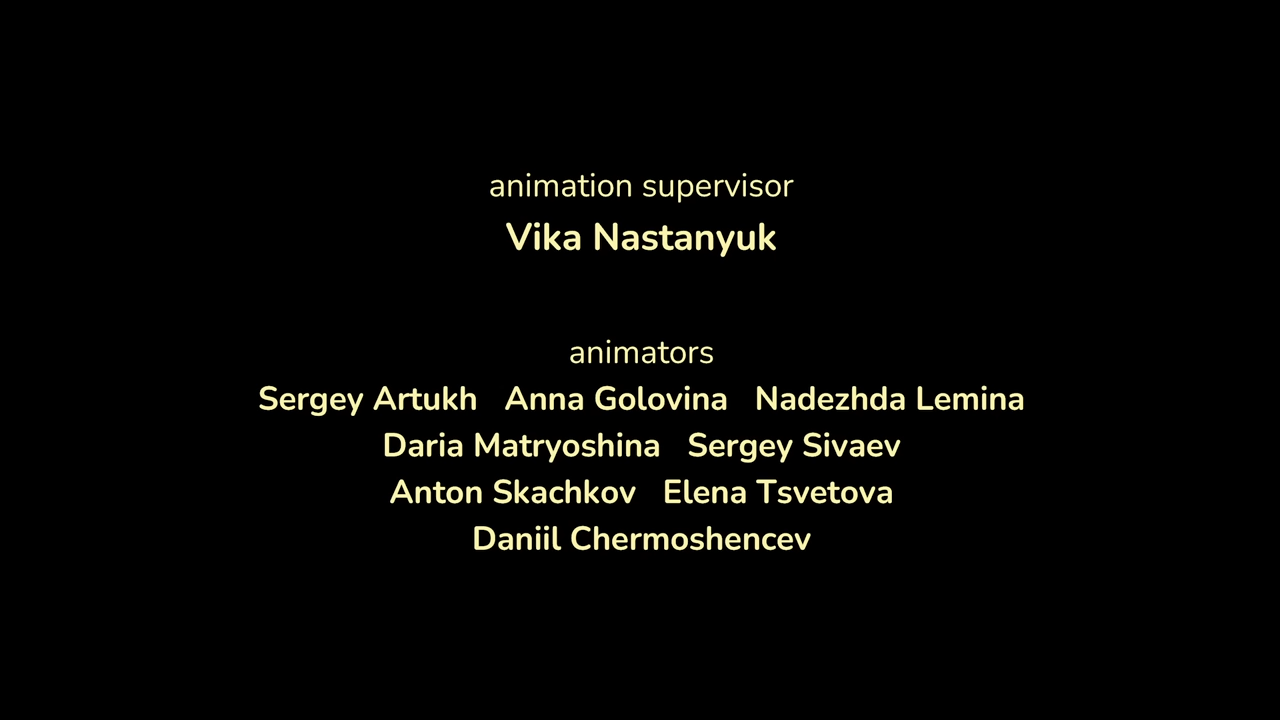 animation supervisor
Vika Nastanyuk
animators
Sergey Artukh Anna Golovina Nadezhda Lemina
Daria Matryoshina Sergey Sivaev
Anton Skachkov Elena Tsvetova
Daniil Chermoshencev